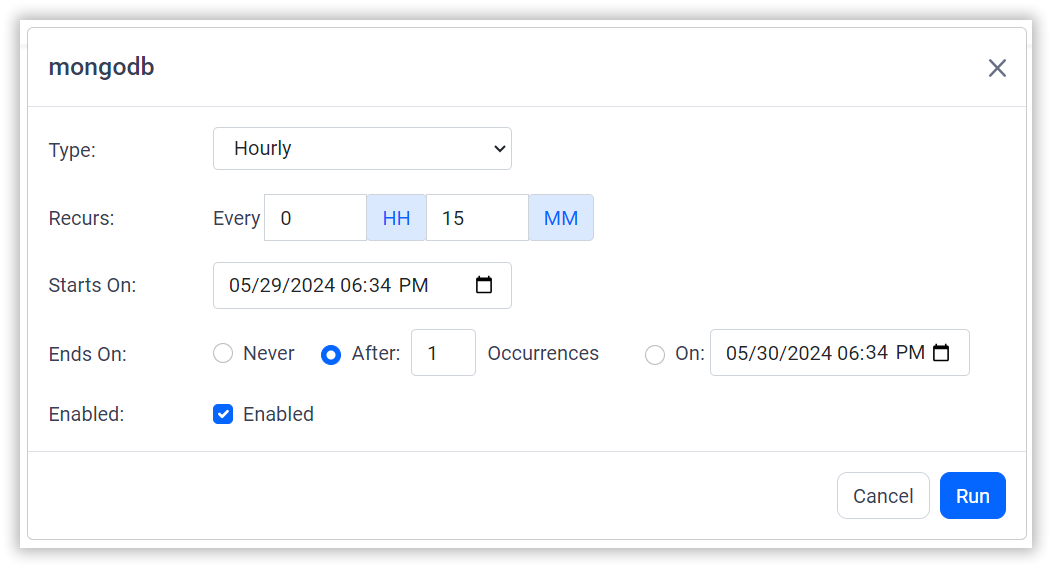 mongodb
Type: Hourly
Recurs: Every 0 HH 15 MM
Starts On: 05/29/2024 06:34 PM
Ends On: Never After: 1 Occurrences On: 05/30/2024 06:34 PM
Enabled: Enabled
Cancel Run